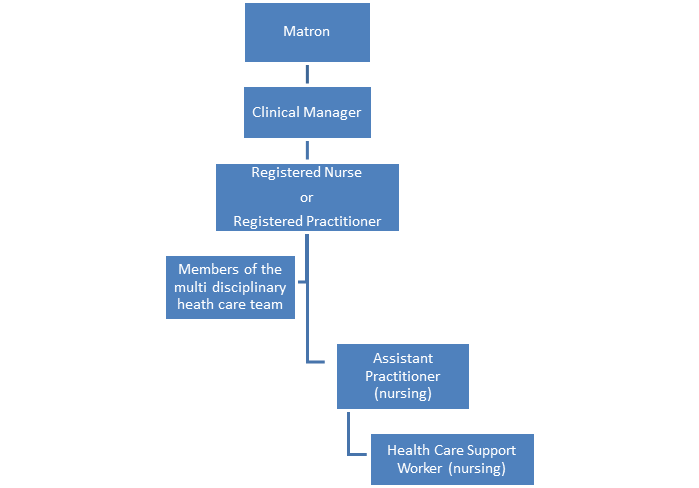 Matron
Clinical Manager
Registered Nurse
or
Registered Practitioner
Members of the
multi disciplinary
heath care team
Assistant
Practitioner
(nursing)
Health Care Support
Worker (nursing)